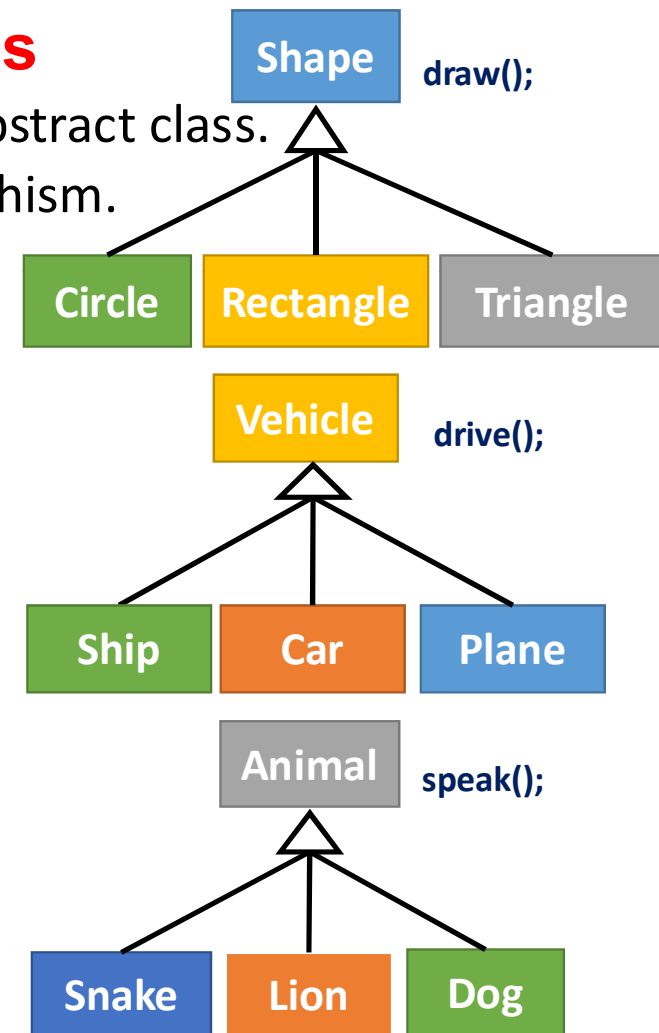 s
Shape
draw();
ostract class.
hism.
Circle Rectangle Triangle
Vehicle
drive();
Ship Car Plane
Animal
speak();
Snake Lion Dog